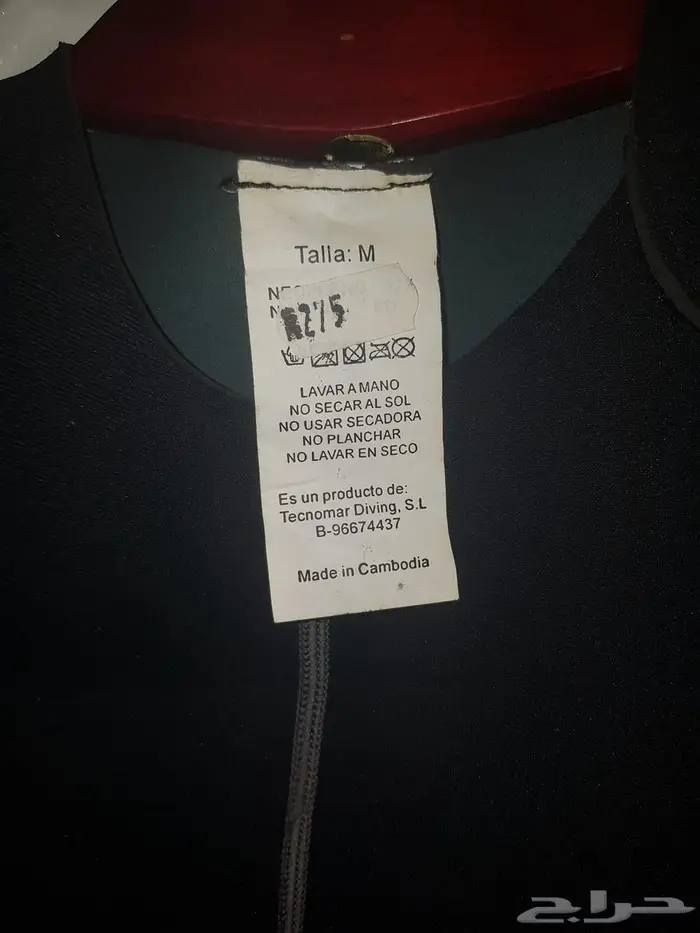 Talla: M
275
LAVAR A MANO
NO SECAR AL SOL
NO USAR SECADORA
NO PLANCHAR
NO LAVAR EN SECO
Es un producto de:
Tecnomar Diving, S.L
B-96674437
Made in Cambodia
حراج